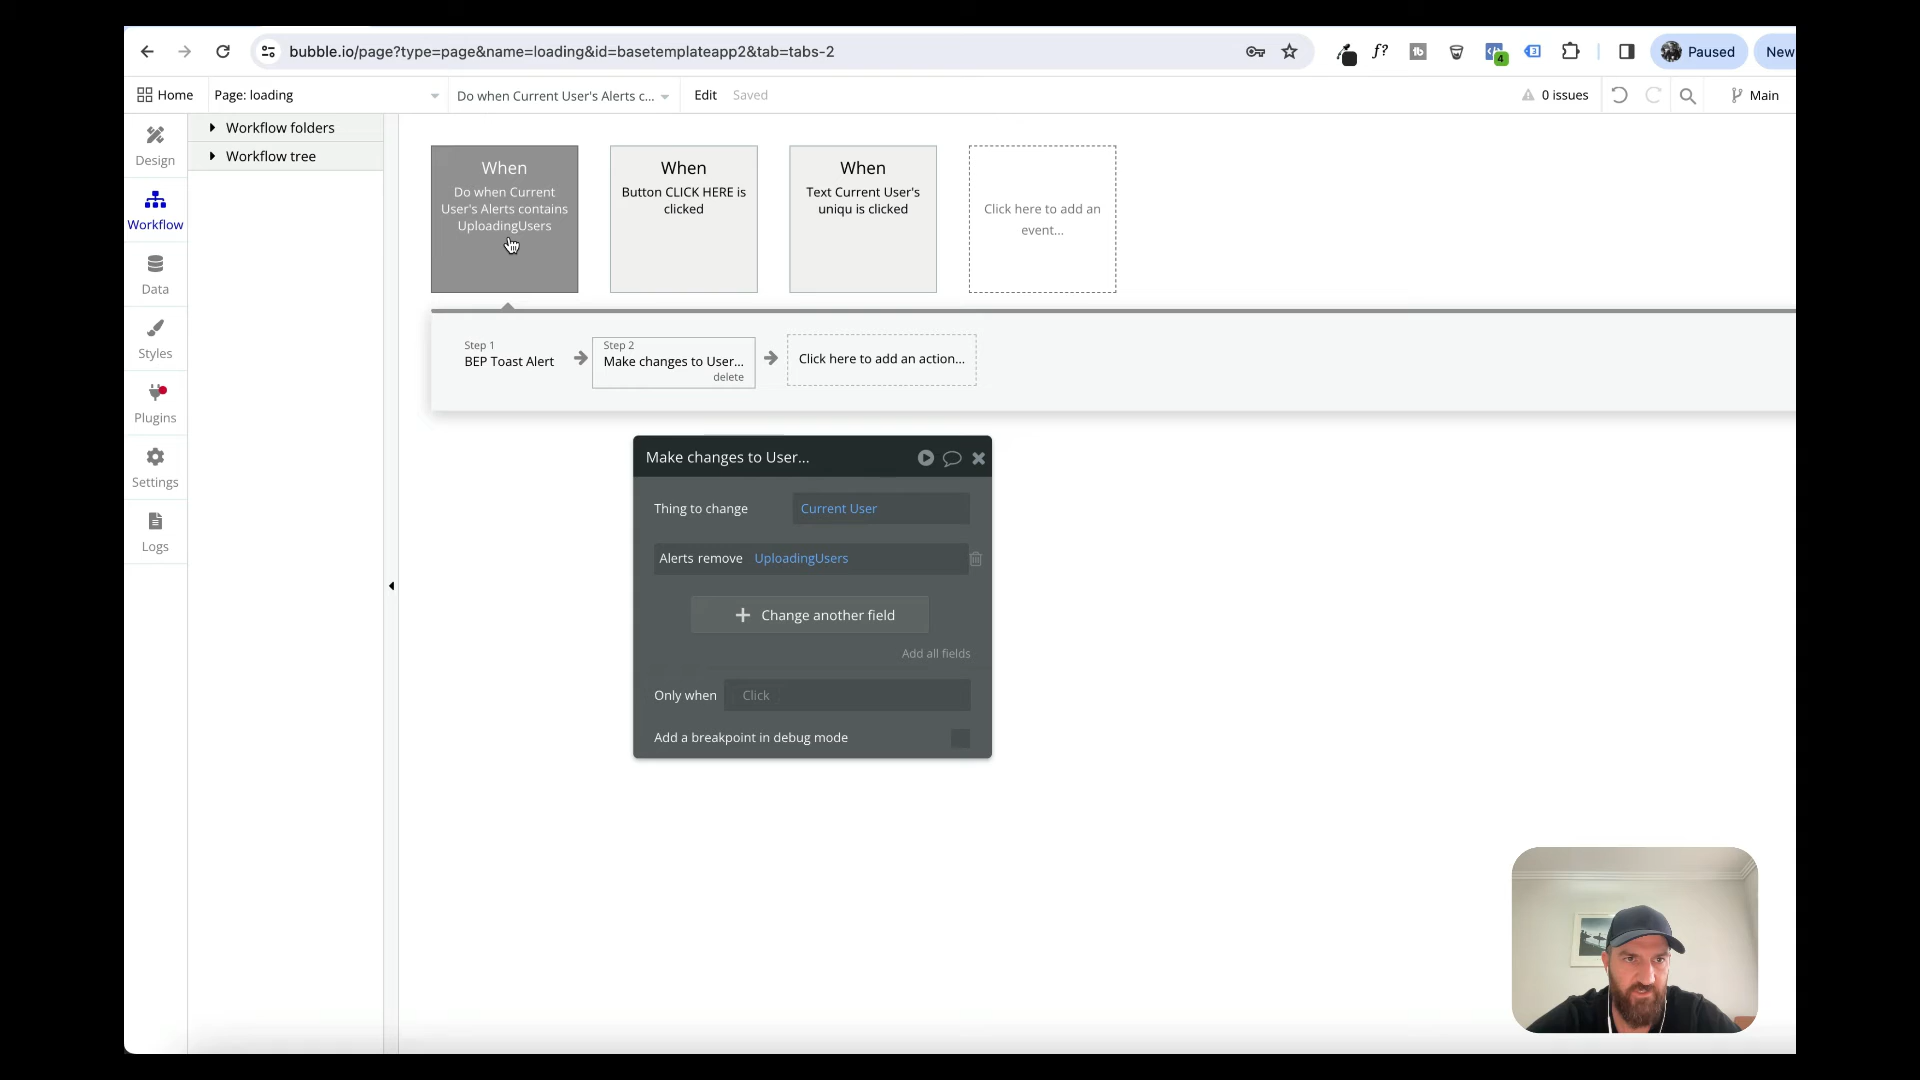 bubble.io/page?type=page&name=loading&id=basetemplateapp2&tab=tabs-2
f?
tb
4
3
Paused
New
Home
Page: loading
Do when Current User's Alerts c...
Edit
Saved
0 issues
Main
Design
Workflow
Data
Styles
Plugins
Settings
Logs
Workflow folders
Workflow tree
When
Do when Current
User's Alerts contains
UploadingUsers
When
Button CLICK HERE is
clicked
When
Text Current User's
uniqu is clicked
Click here to add an
event...
Step 1
BEP Toast Alert
Step 2
Make changes to User...
delete
Click here to add an action...
Make changes to User...
Thing to change
Current User
Alerts remove
UploadingUsers
Change another field
Add all fields
Only when
Click
Add a breakpoint in debug mode